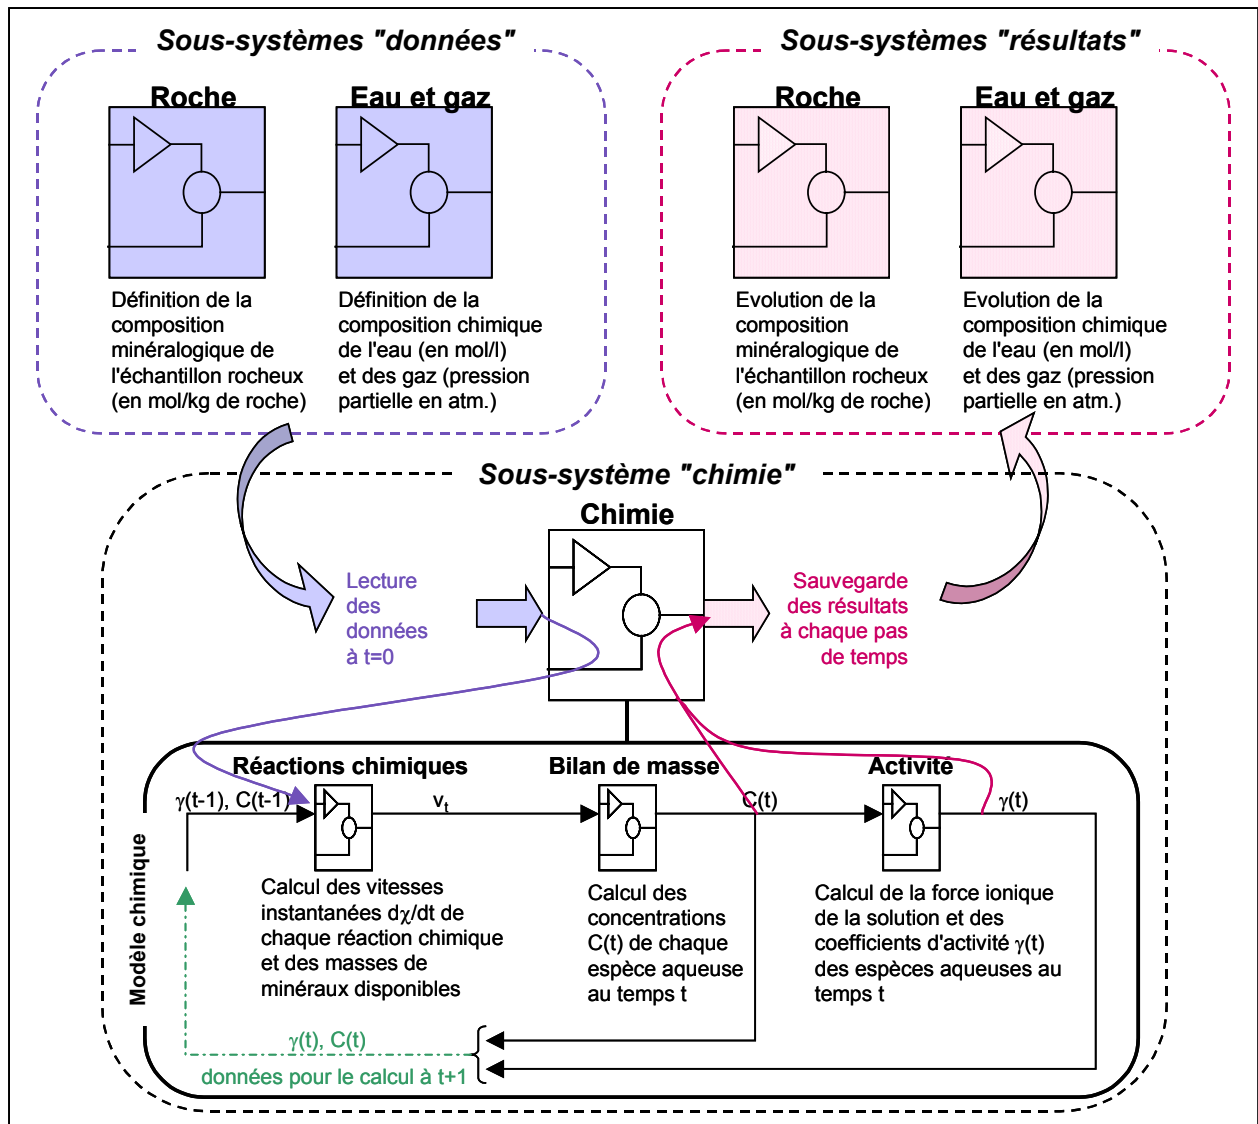 Sous-systèmes "données"
Roche
Eau et gaz
Définition de la
composition
minéralogique de
l'échantillon rocheux
(en mol/kg de roche)
Définition de la
composition chimique
de l'eau (en mol/l)
et des gaz (pression
partielle en atm.)
Sous-systèmes "résultats"
Roche
Eau et gaz
Evolution de la
composition
minéralogique de
l'échantillon rocheux
(en mol/kg de roche)
Evolution de la
composition chimique
de l'eau (en mol/l)
et des gaz (pression
partielle en atm.)
Sous-système "chimie"
Chimie
Lecture
des
données
à t=0
Sauvegarde
des résultats
à chaque pas
de temps
Modèle chimique
Réactions chimiques
γ(t-1), C(t-1)
vt
Calcul des vitesses
instantanées dχ/dt de
chaque réaction chimique
et des masses de
minéraux disponibles
Bilan de masse
C(t)
Calcul des
concentrations
C(t) de chaque
espèce aqueuse
au temps t
Activité
γ(t)
Calcul de la force ionique
de la solution et des
coefficients d'activité γ(t)
des espèces aqueuses au
temps t
γ(t), C(t)
données pour le calcul à t+1